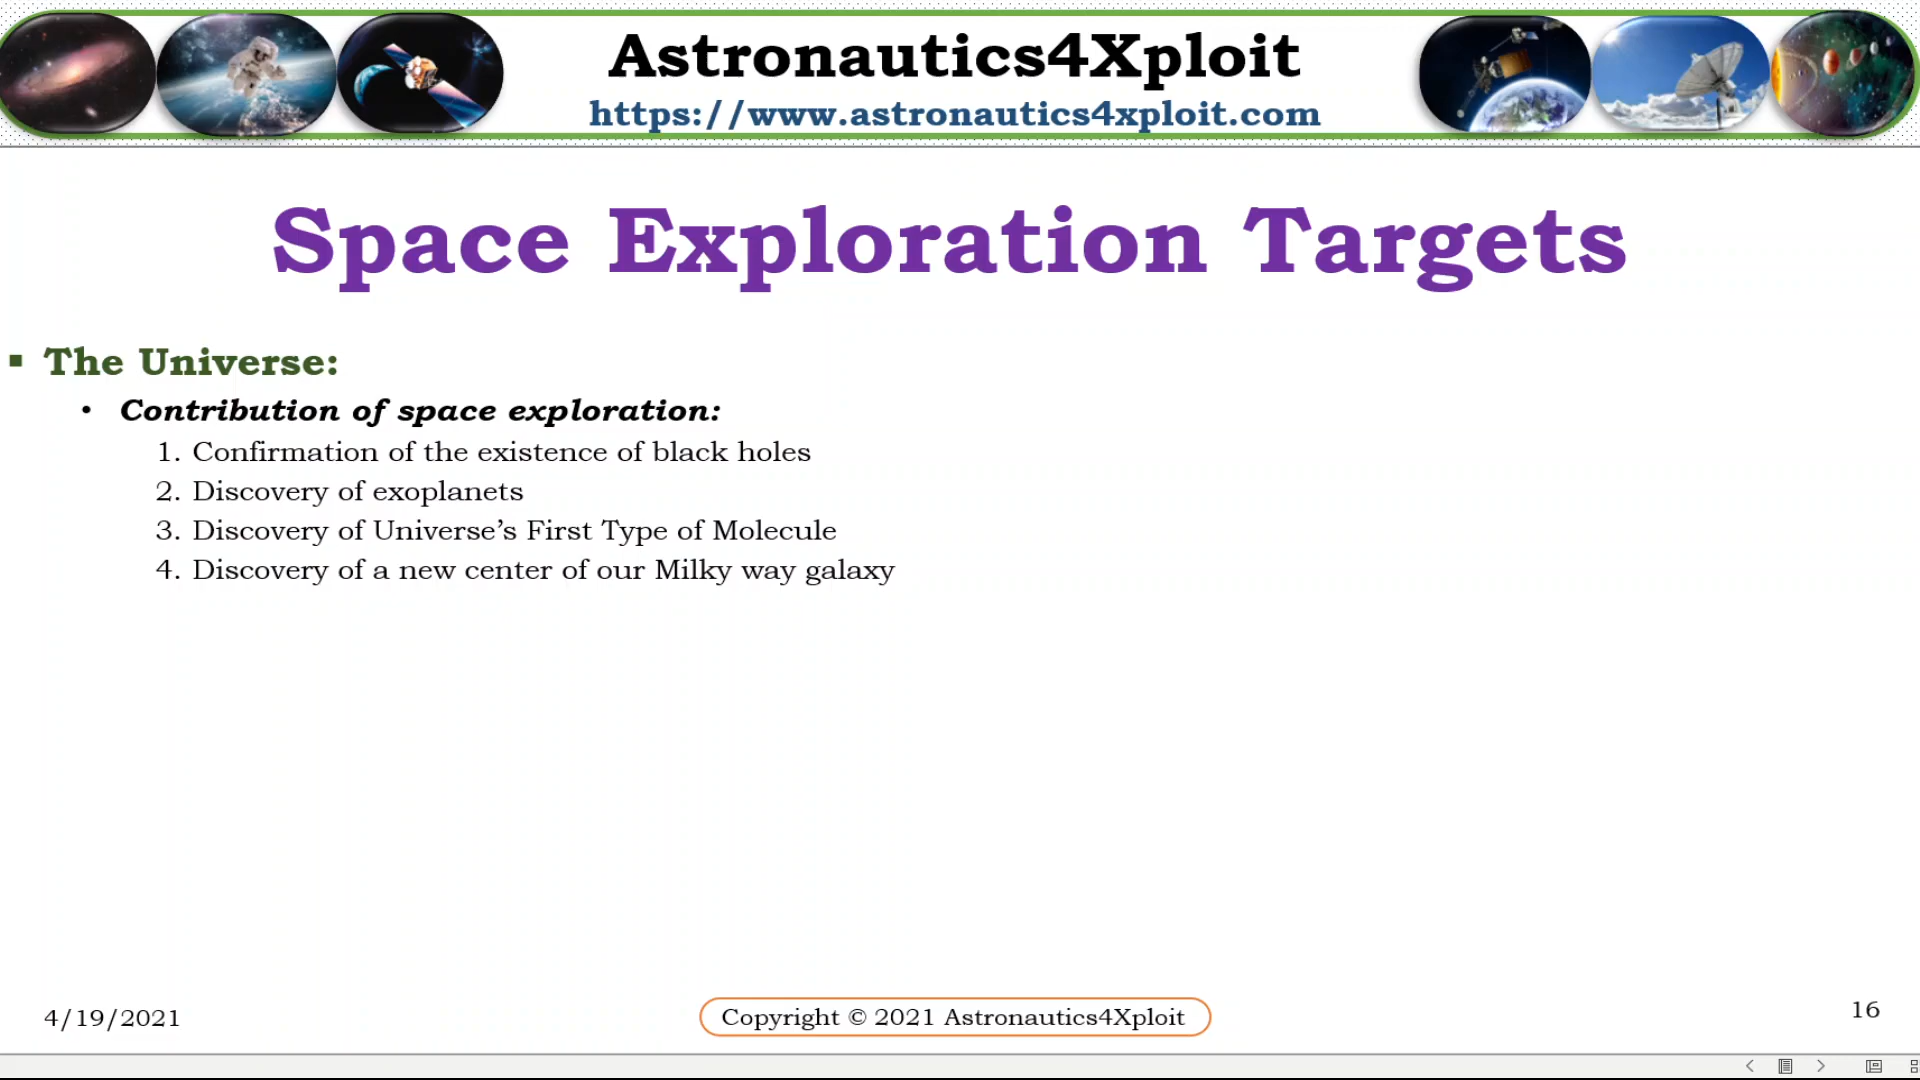 Astronautics4Xploit
https://www.astronautics4xploit.com
Space Exploration Targets
▪ The Universe:
• Contribution of space exploration:
1. Confirmation of the existence of black holes
2. Discovery of exoplanets
3. Discovery of Universe’s First Type of Molecule
4. Discovery of a new center of our Milky way galaxy
4/19/2021
Copyright © 2021 Astronautics4Xploit
16